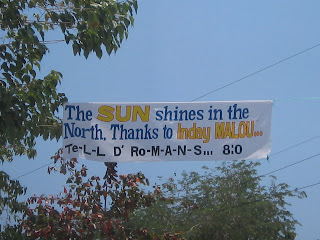 The SUN shines in the
North. Thanks to Inday MALOU...
Te-L-L D' Ro-M-A-N-S... 8:0